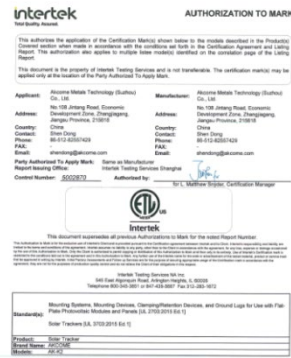 intertek
Total Quality. Assured.
AUTHORIZATION TO MARK
This authorizes the application of the Certification Mark(s) shown below to the models described in the Product(s)
Covered section when made in accordance with the conditions set forth in the Certification Agreement and Listing
Report. This authorization also applies to multiple listee model(s) identified on the correlation page of the Listing
Report.
This document is the property of Intertek Testing Services and is not transferable. The certification mark(s) may be
applied only at the location of the Party Authorized To Apply Mark.
Applicant: Akcome Metals Technology (Suzhou) Co., Ltd.
Manufacturer: Akcome Metals Technology (Suzhou) Co., Ltd.
Address: No.108 Jintang Road, Economic Development Zone, Zhangjiagang, Jiangsu Province, 215618
Address: No.108 Jintang Road, Economic Development Zone, Zhangjiagang, Jiangsu Province, 215618
Country: China
Country: China
Contact: Shen Dong
Contact: Shen Dong
Phone: 86-512-82557429
Phone: 86-512-82557429
FAX: -
FAX: -
Email: shendong@akcome.com
Email: shendong@akcome.com
Party Authorized To Apply Mark: Same as Manufacturer
Report Issuing Office: Intertek Testing Services Shanghai
Control Number: 5002870
Authorized by:
for L. Matthew Snyder, Certification Manager
ETL
Intertek
This document supersedes all previous Authorizations to Mark for the noted Report Number.
Intertek Testing Services NA Inc.
545 East Algonquin Road, Arlington Heights, IL 60005
Telephone 800-345-3851 or 847-439-5667 Fax 312-283-1672
Standard(s): Mounting Systems, Mounting Devices, Clamping/Retention Devices, and Ground Lugs for Use with Flat-
Plate Photovoltaic Modules and Panels [UL 2703:2015 Ed.1]
Solar Trackers [UL 3703:2015 Ed.1]
Product: Solar Tracker
Brand Name: AKCOME
Models: AK-K2